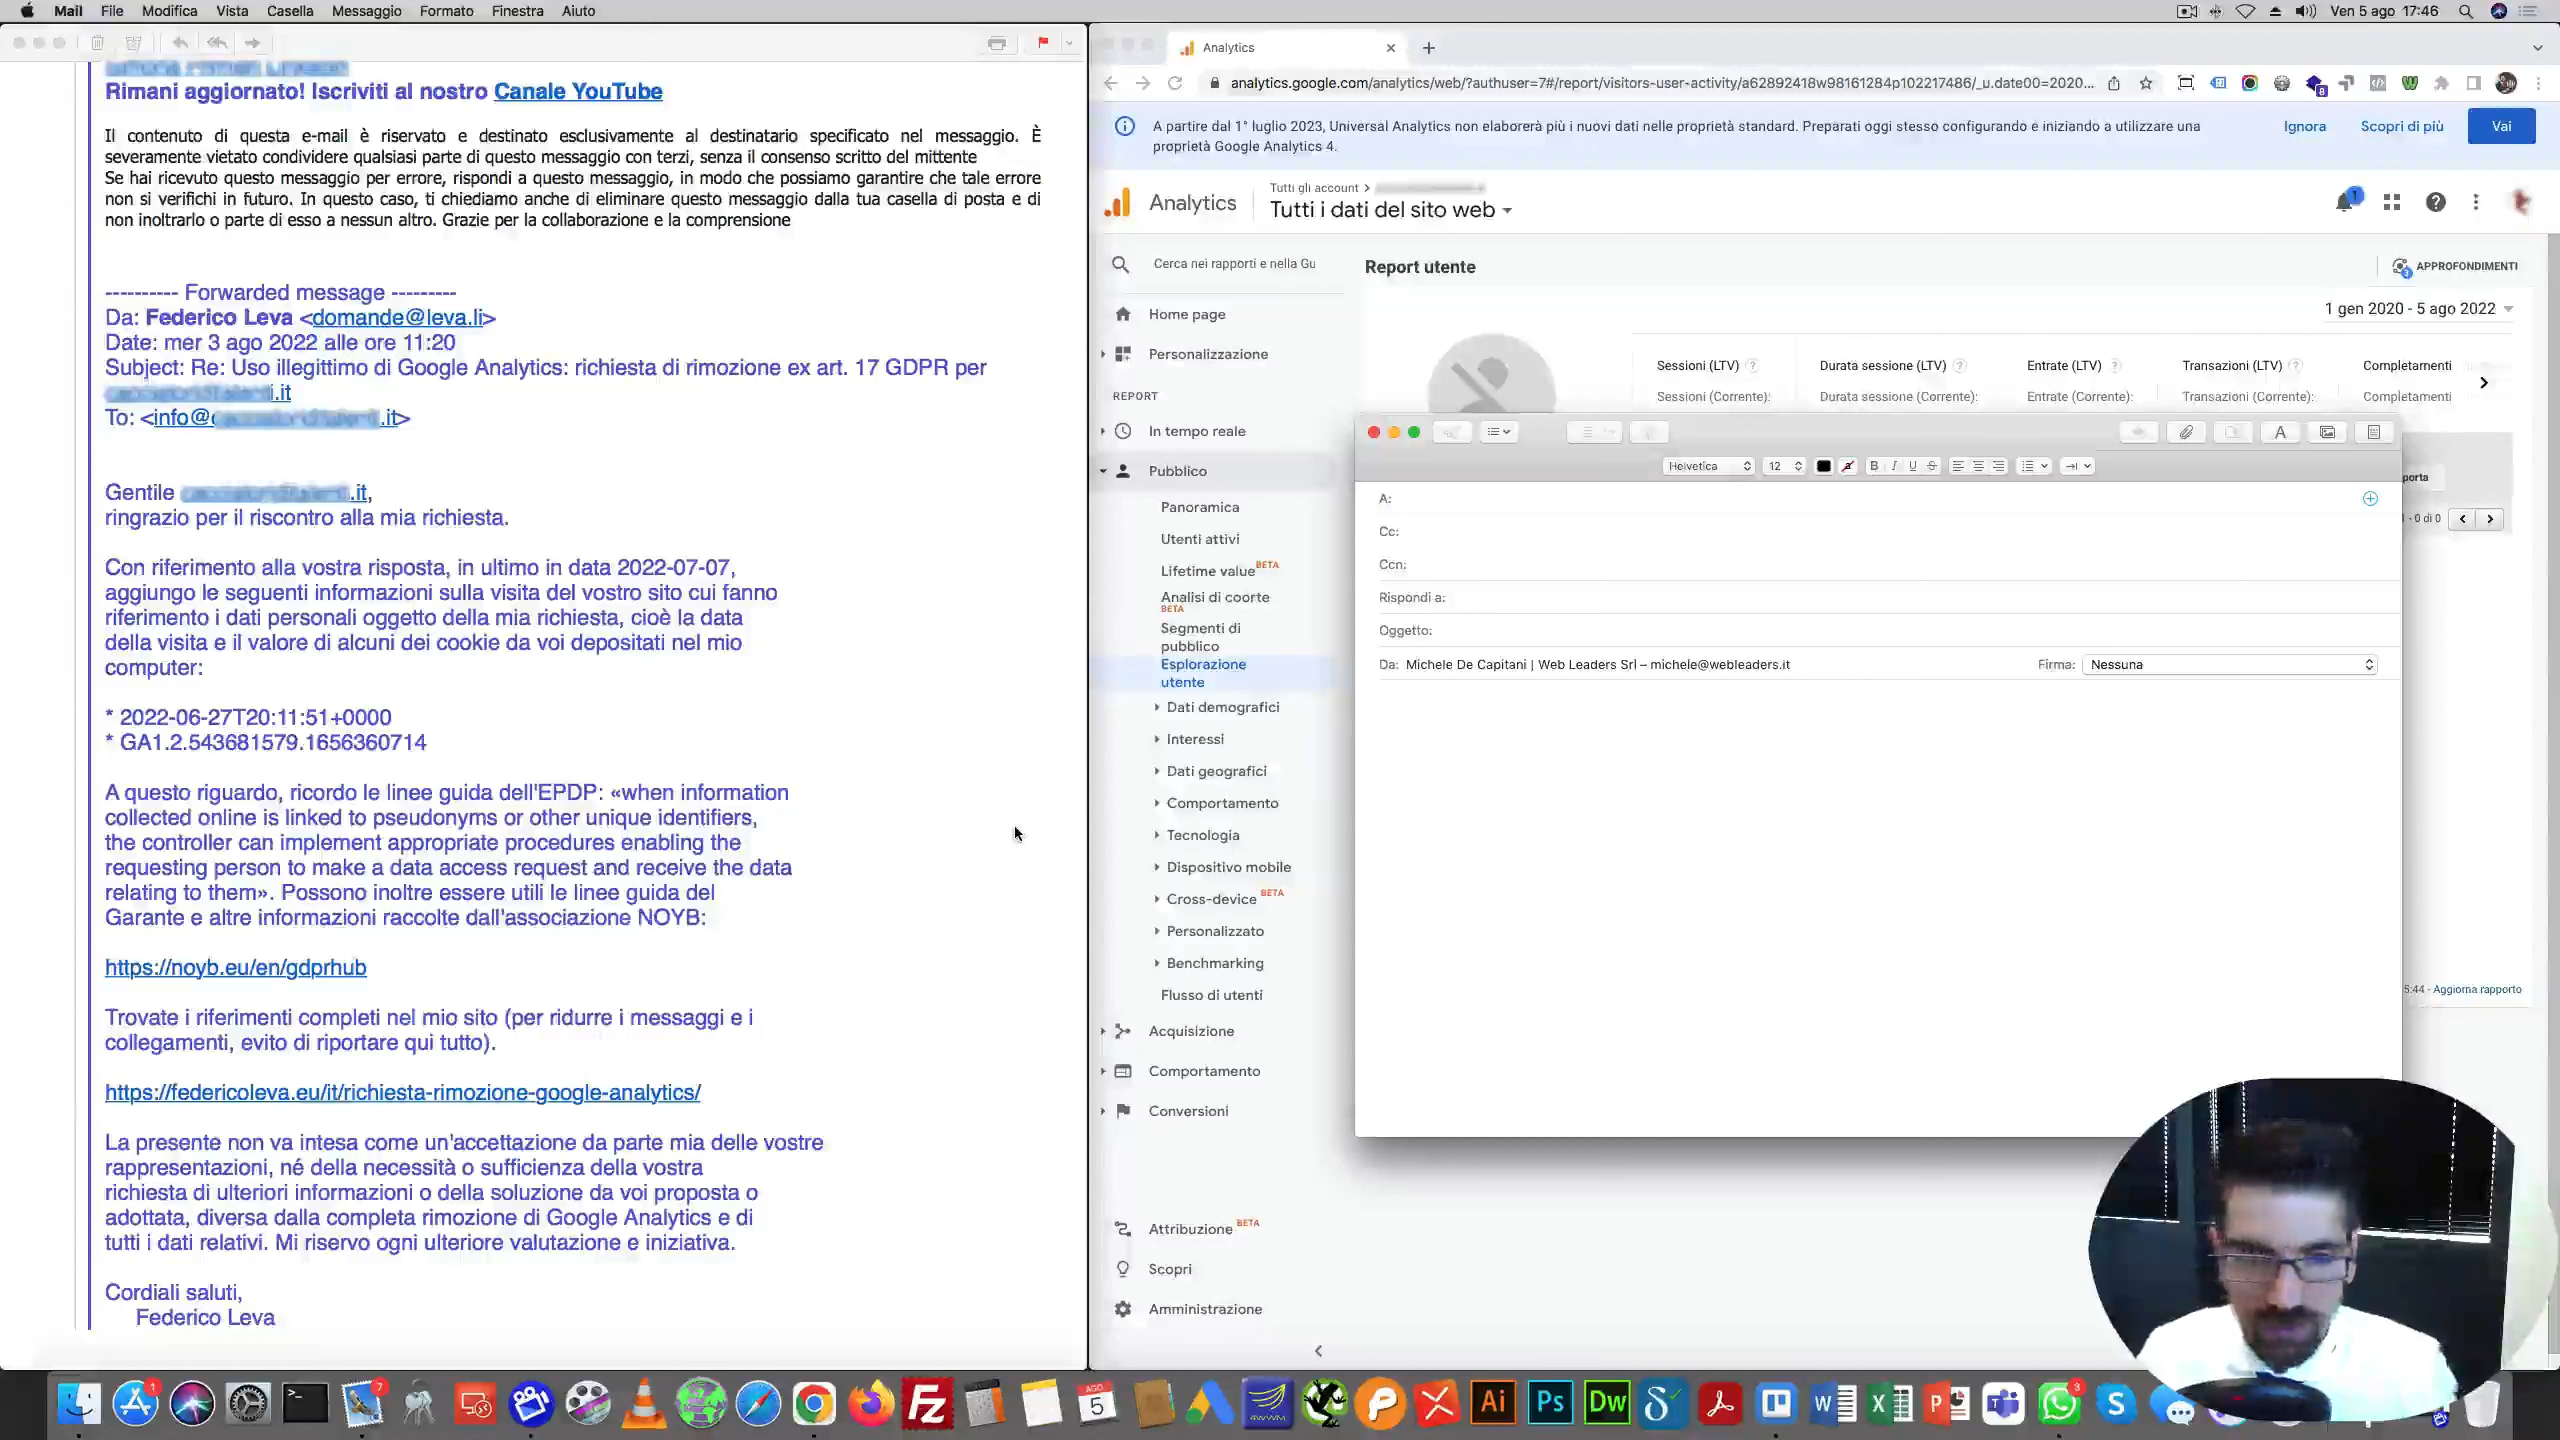 Mail File Modifica Vista Casella Messaggio Formato Finestra Aiuto
Ven 5 ago 17:46
Rimani aggiornato! Iscriviti al nostro Canale YouTube
Il contenuto di questa e-mail è riservato e destinato esclusivamente al destinatario specificato nel messaggio. È
severamente vietato condividere qualsiasi parte di questo messaggio con terzi, senza il consenso scritto del mittente
Se hai ricevuto questo messaggio per errore, rispondi a questo messaggio, in modo che possiamo garantire che tale errore
non si verifichi in futuro. In questo caso, ti chiediamo anche di eliminare questo messaggio dalla tua casella di posta e di
non inoltrarlo o parte di esso a nessun altro. Grazie per la collaborazione e la comprensione
---------- Forwarded message ---------
Da: Federico Leva <domande@leva.li>
Date: mer 3 ago 2022 alle ore 11:20
Subject: Re: Uso illegittimo di Google Analytics: richiesta di rimozione ex art. 17 GDPR per
i.it
To: <info@ .it>
Gentile .it,
ringrazio per il riscontro alla mia richiesta.
Con riferimento alla vostra risposta, in ultimo in data 2022-07-07,
aggiungo le seguenti informazioni sulla visita del vostro sito cui fanno
riferimento i dati personali oggetto della mia richiesta, cioè la data
della visita e il valore di alcuni dei cookie da voi depositati nel mio
computer:
* 2022-06-27T20:11:51+0000
* GA1.2.543681579.1656360714
A questo riguardo, ricordo le linee guida dell'EPDP: «when information
collected online is linked to pseudonyms or other unique identifiers,
the controller can implement appropriate procedures enabling the
requesting person to make a data access request and receive the data
relating to them». Possono inoltre essere utili le linee guida del
Garante e altre informazioni raccolte dall'associazione NOYB:
https://noyb.eu/en/gdprhub
Trovate i riferimenti completi nel mio sito (per ridurre i messaggi e i
collegamenti, evito di riportare qui tutto).
https://federicoleva.eu/it/richiesta-rimozione-google-analytics/
La presente non va intesa come un'accettazione da parte mia delle vostre
rappresentazioni, né della necessità o sufficienza della vostra
richiesta di ulteriori informazioni o della soluzione da voi proposta o
adottata, diversa dalla completa rimozione di Google Analytics e di
tutti i dati relativi. Mi riservo ogni ulteriore valutazione e iniziativa.
Cordiali saluti,
Federico Leva
Analytics
analytics.google.com/analytics/web/?authuser=7#/report/visitors-user-activity/a62892418w98161284p102217486/_u.date00=2020...
8
A partire dal 1° luglio 2023, Universal Analytics non elaborerà più i nuovi dati nelle proprietà standard. Preparati oggi stesso configurando e iniziando a utilizzare una
proprietà Google Analytics 4.
Ignora Scopri di più Vai
Analytics
Tutti gli account >
Tutti i dati del sito web
1
Cerca nei rapporti e nella Gu
Home page
Personalizzazione
REPORT
In tempo reale
Pubblico
Panoramica
Utenti attivi
Lifetime value BETA
Analisi di coorte
BETA
Segmenti di
pubblico
Esplorazione
utente
Dati demografici
Interessi
Dati geografici
Comportamento
Tecnologia
Dispositivo mobile
Cross-device BETA
Personalizzato
Benchmarking
Flusso di utenti
Acquisizione
Comportamento
Conversioni
Attribuzione BETA
Scopri
Amministrazione
Report utente
APPROFONDIMENTI
1 gen 2020 - 5 ago 2022
Sessioni (LTV) Durata sessione (LTV) Entrate (LTV) Transazioni (LTV) Completamenti
Sessioni (Corrente): Durata sessione (Corrente): Entrate (Corrente): Transazioni (Corrente): Completamenti
porta
- 0 di 0
5:44 - Aggiorna rapporto
Helvetica 12 B I U S
A:
Cc:
Ccn:
Rispondi a:
Oggetto:
Da: Michele De Capitani | Web Leaders Srl – michele@webleaders.it
Firma: Nessuna
1 7 AGO 5 Ai Ps Dw 3